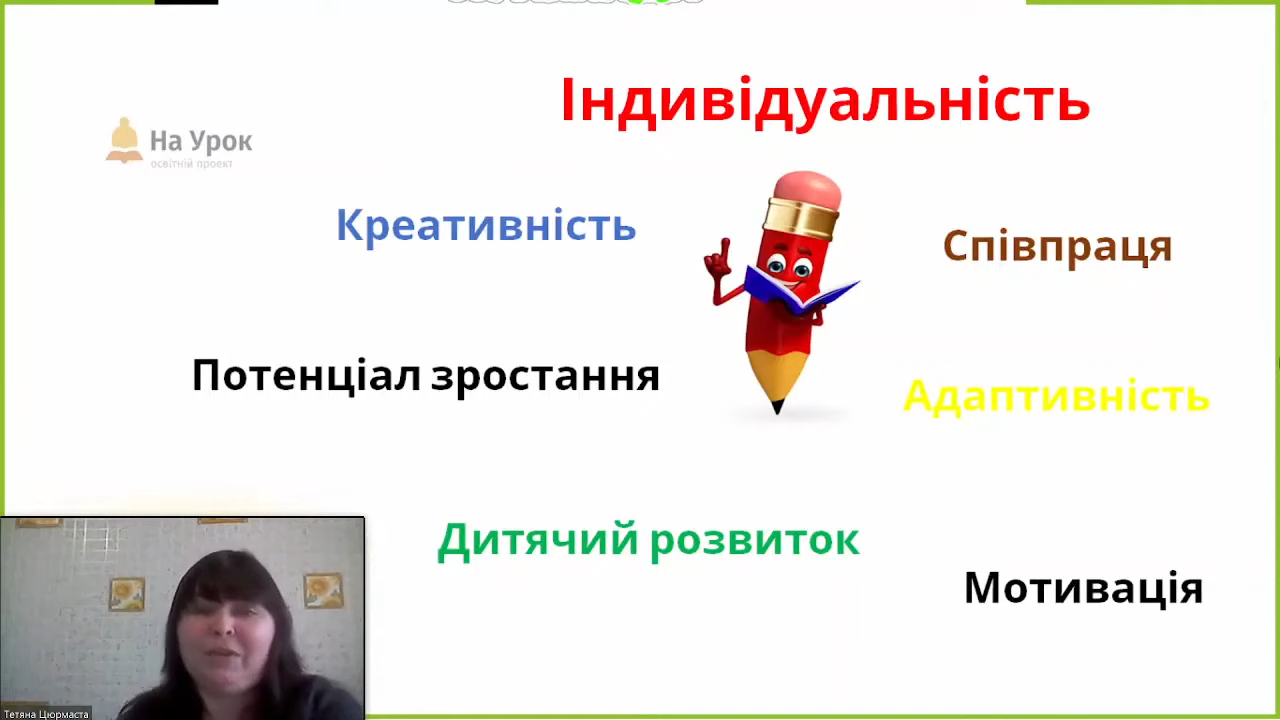 Індивідуальність
На Урок
освітній проект
Креативність
Співпраця
Потенціал зростання
Адаптивність
Дитячий розвиток
Мотивація
Тетяна Цюрмаста